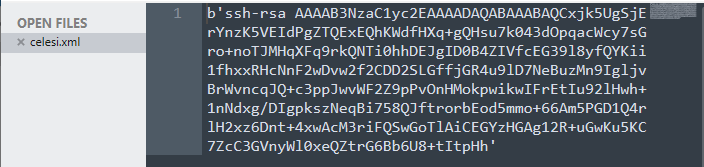 OPEN FILES
× celesi.xml
1
b'ssh-rsa AAAAB3NzaC1yc2EAAAADAQABAAABAQCxjk5UgSjE
rYnzK5VEIdPgZTQExEQhKWdfHXq+gQHsu7k043dOpqacWcy7sG
ro+noTJMHqXFq9rkQNTi0hhDEJgID0B4ZIVfcEG39l8yfQYKii
1fhxxRHcNnF2wDvw2f2CDD2SLGffjGR4u9lD7NeBuzMn9Igljv
BrWvncqJQ+c3ppJwvWF2Z9pPvOnHMokpwikwIFrEtIu92lHwh+
1nNdxg/DIgpkszNeqBi758QJftrorbEod5mmo+66Am5PGD1Q4r
lH2xz6Dnt+4xwAcM3riFQSwGoTlAiCEGYzHGAg12R+uGwKu5KC
7ZcC3GVnyWl0xeQZtrG6Bb6U8+tItpHh'